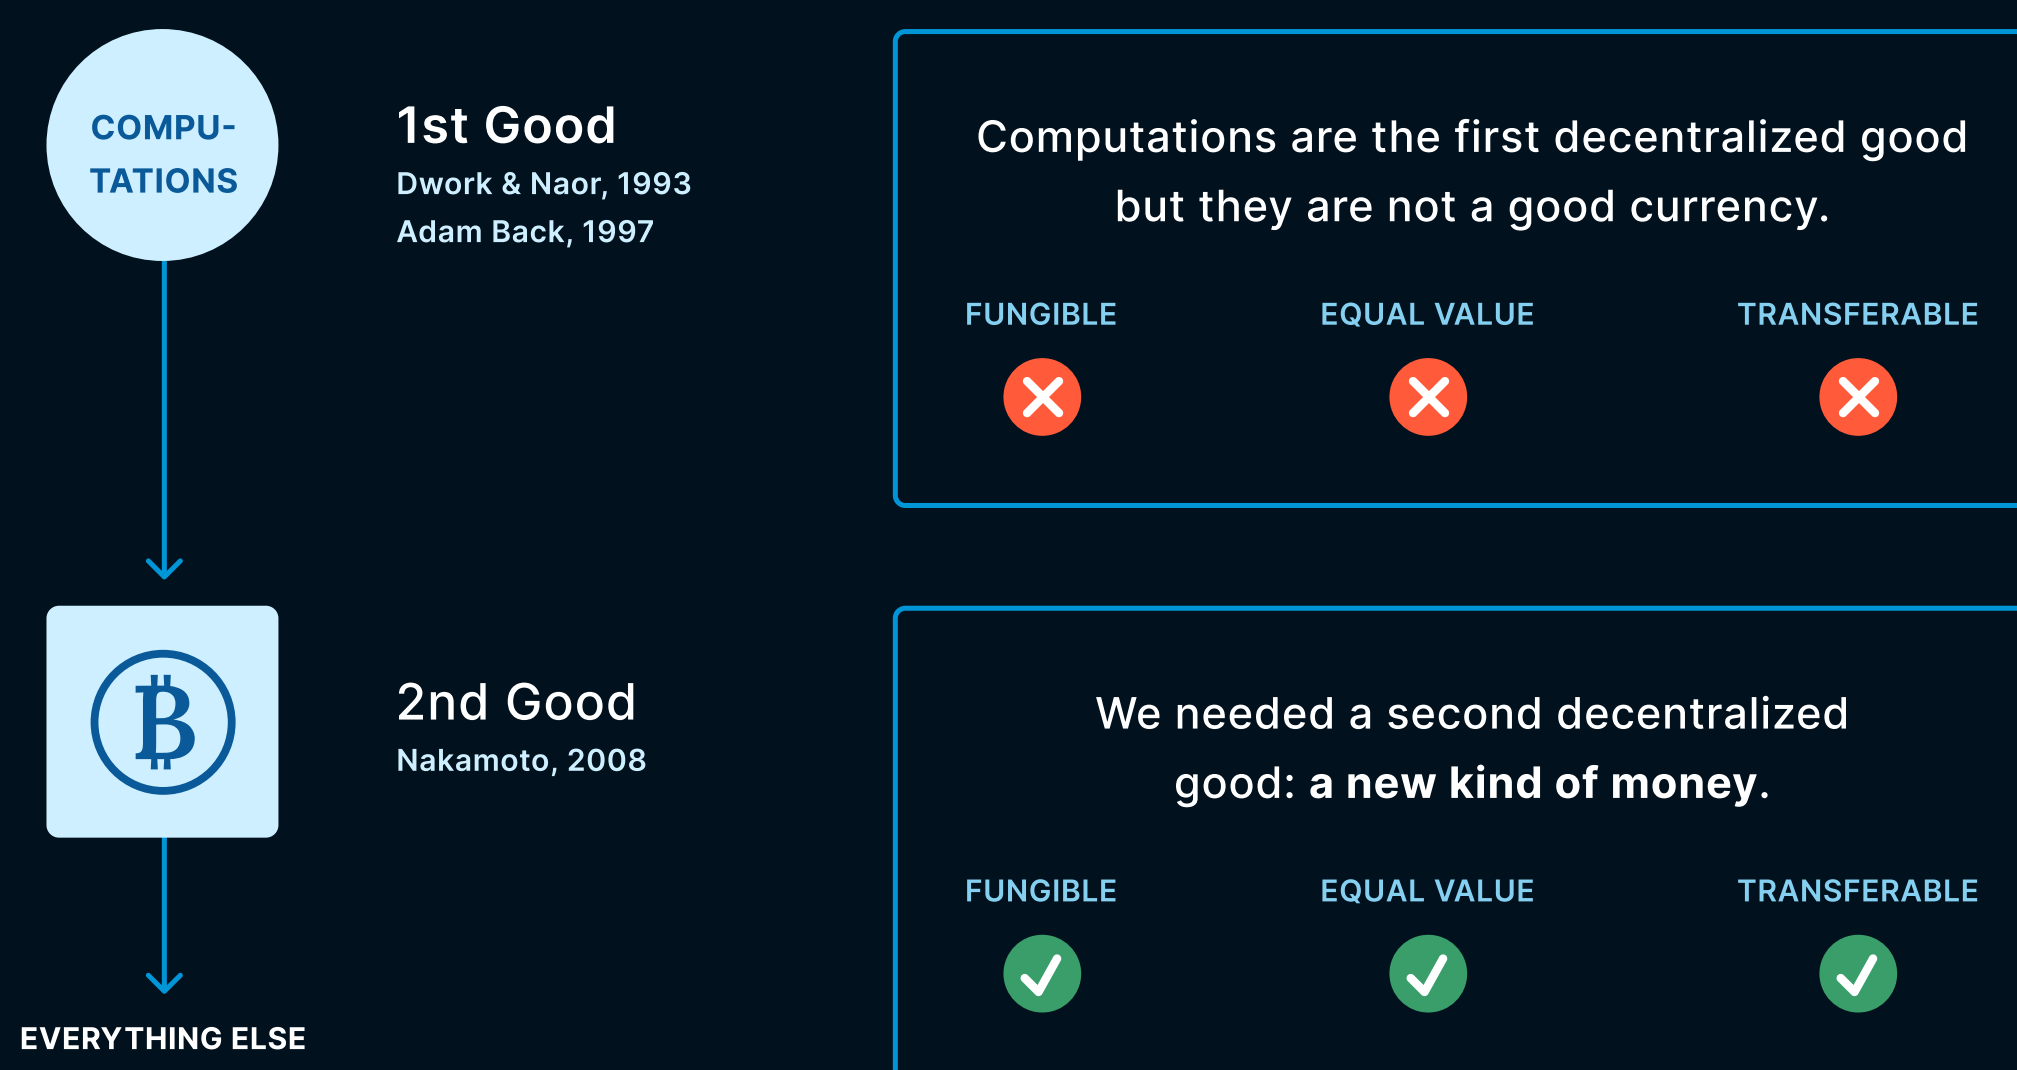 COMPU-
TATIONS
1st Good
Dwork & Naor, 1993
Adam Back, 1997
Computations are the first decentralized good
but they are not a good currency.
FUNGIBLE
EQUAL VALUE
TRANSFERABLE
2nd Good
Nakamoto, 2008
We needed a second decentralized
good: a new kind of money.
FUNGIBLE
EQUAL VALUE
TRANSFERABLE
EVERYTHING ELSE